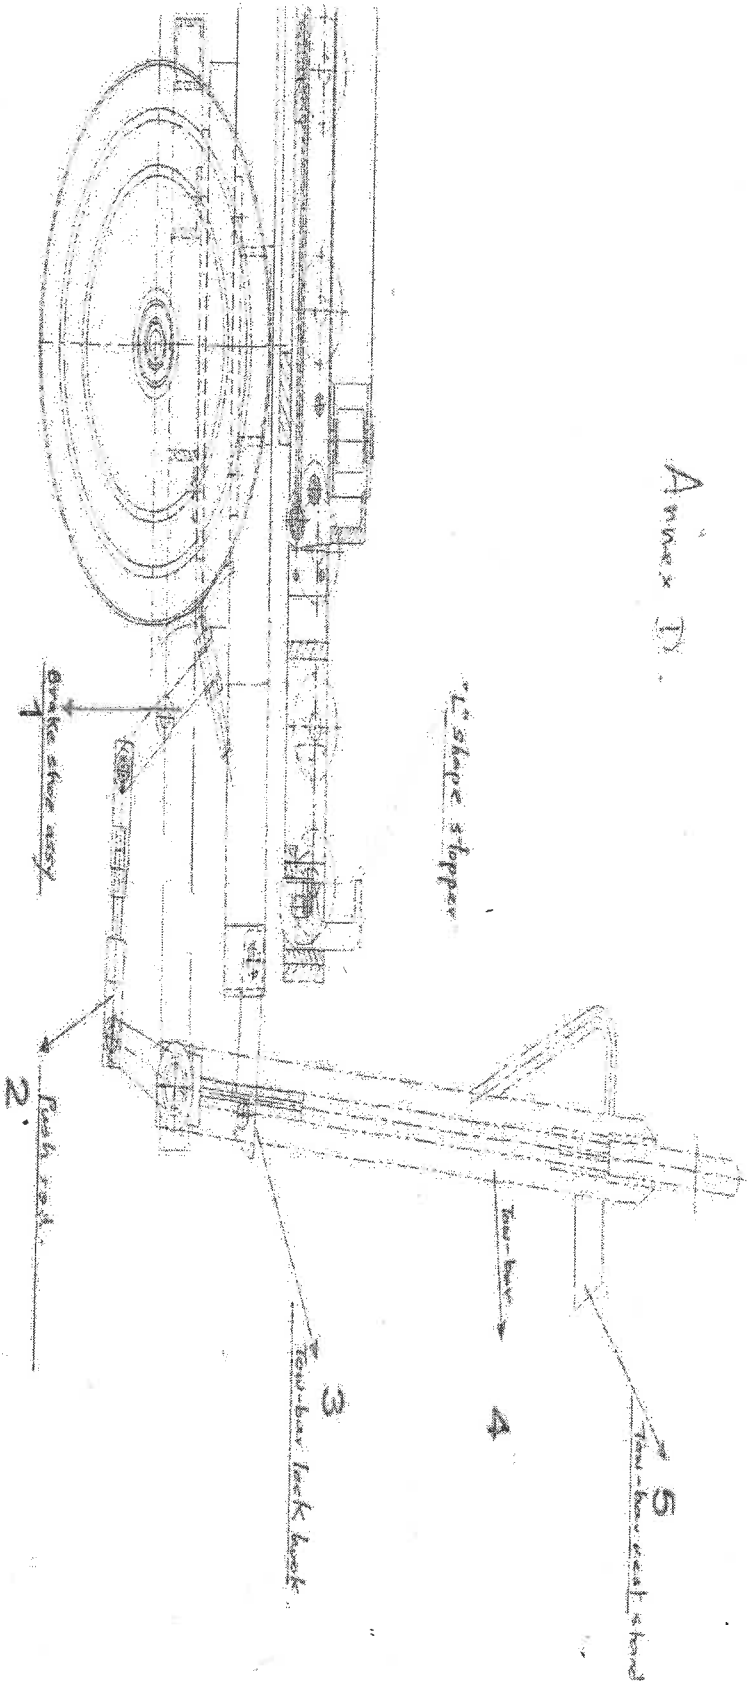 Annex D.
"L" shape stopper
Brake shoe assy
1
Push rod.
2
3
Tow-bar lock hook
4
Tow-bar
5
Tow-bar rest stand